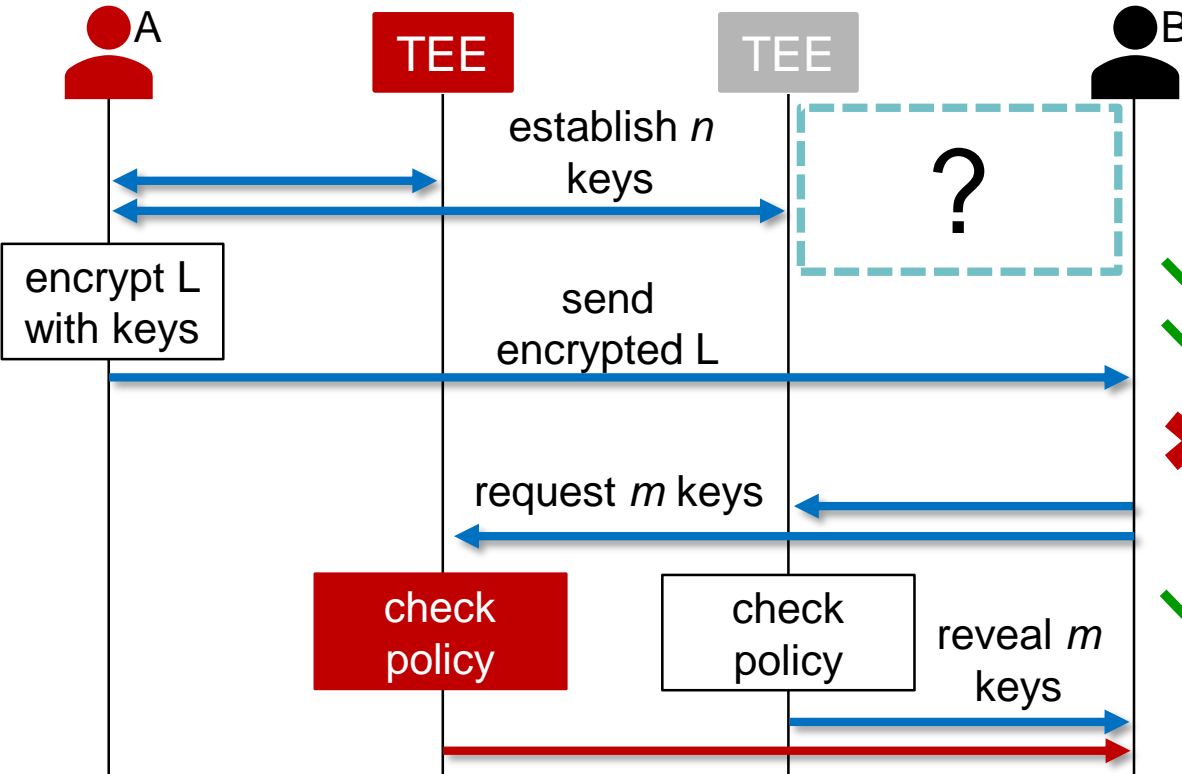 A
TEE
TEE
B
establish n
keys
?
encrypt L
with keys
send
encrypted L
request m keys
check
policy
check
policy
reveal m
keys